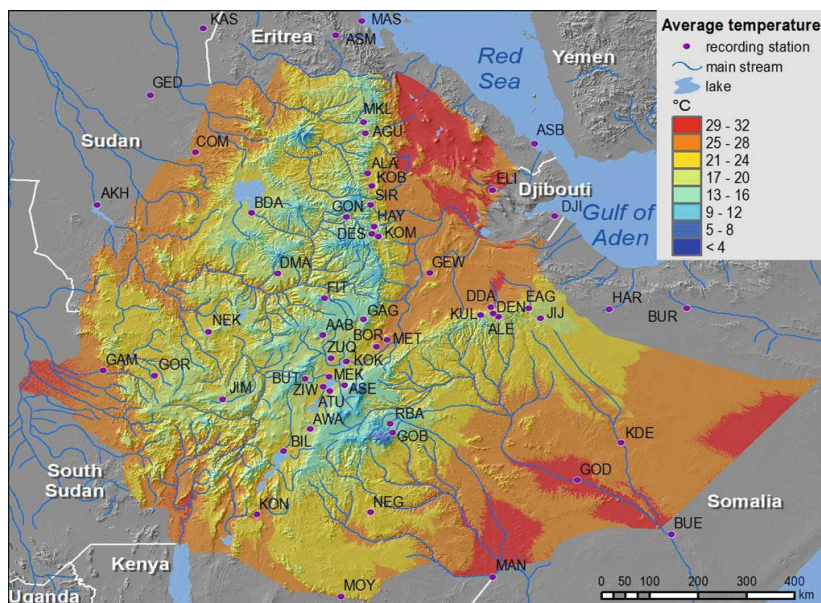 KAS
MAS
Eritrea
ASM
Red
Sea
Yemen
Average temperature
recording station
main stream
lake
°C
29 - 32
25 - 28
21 - 24
17 - 20
13 - 16
9 - 12
5 - 8
< 4
GED
MKL
AGU
Sudan
COM
ASB
ALA
KOB
ELI
Djibouti
AKH
SIR
BDA
GON
HAY
DJI
Gulf of
Aden
DES
KOM
DMA
GEW
FIT
DDA
EAG
HAR
BUR
GAG
KUL
DEN
JIJ
NEK
AAB
BOR
MET
ALE
ZUQ
KOK
GAM
GOR
BUT
MEK
ZIW
ASE
JIM
ATU
AWA
RBA
GOB
KDE
BIL
South
Sudan
GOD
Somalia
KON
NEG
BUE
Kenya
MAN
Uganda
MOY
0 50 100 200 300 400
km